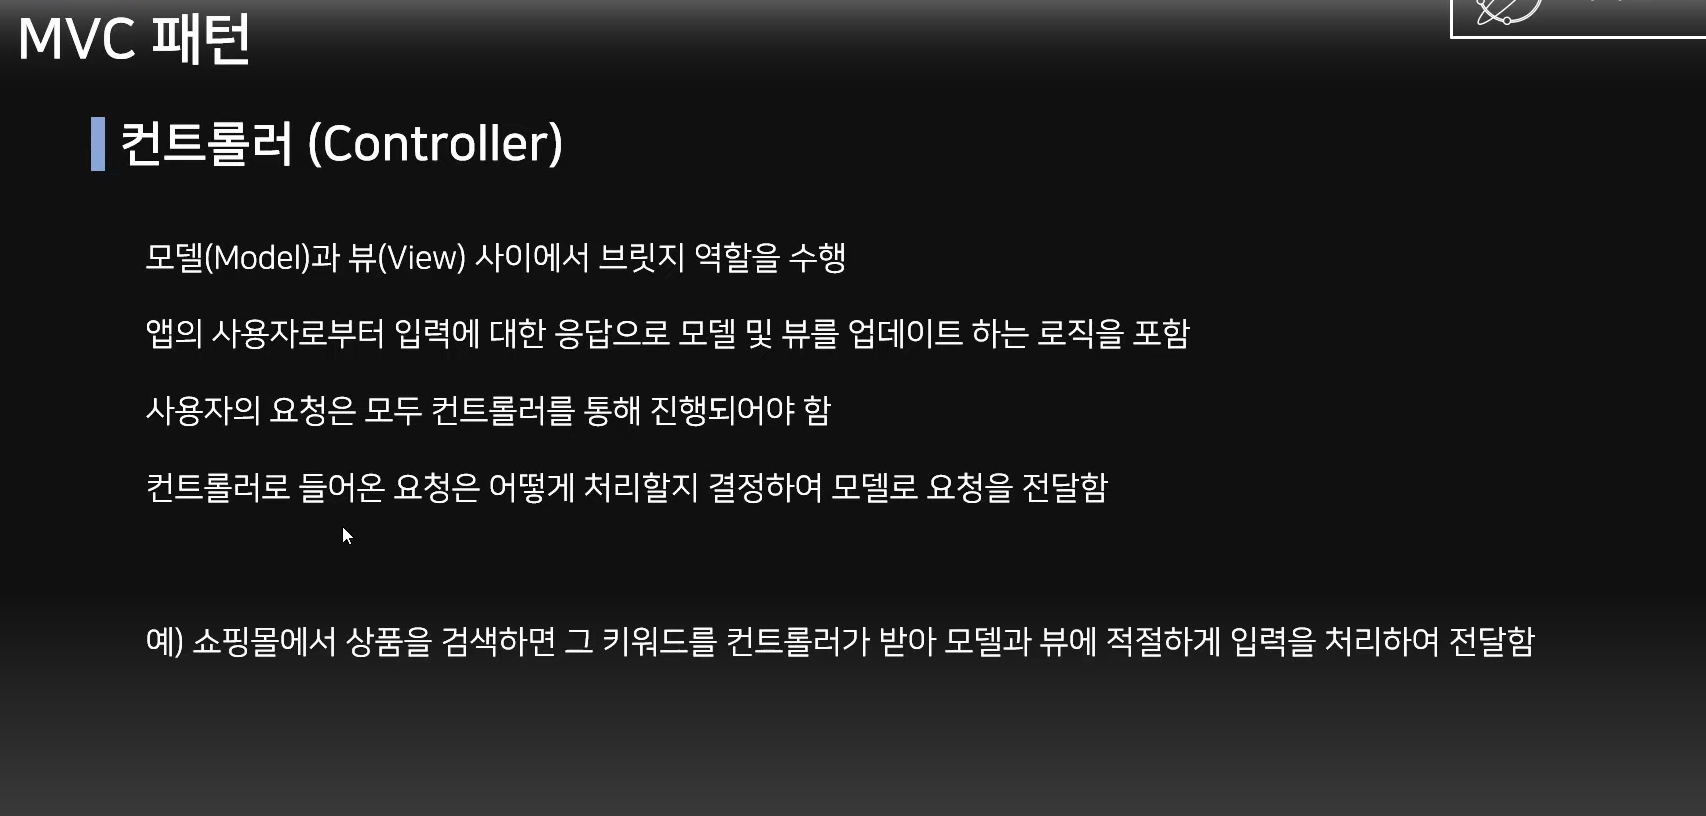 MVC 패턴
컨트롤러 (Controller)
모델(Model)과 뷰(View) 사이에서 브릿지 역할을 수행
앱의 사용자로부터 입력에 대한 응답으로 모델 및 뷰를 업데이트 하는 로직을 포함
사용자의 요청은 모두 컨트롤러를 통해 진행되어야 함
컨트롤러로 들어온 요청은 어떻게 처리할지 결정하여 모델로 요청을 전달함
예) 쇼핑몰에서 상품을 검색하면 그 키워드를 컨트롤러가 받아 모델과 뷰에 적절하게 입력을 처리하여 전달함